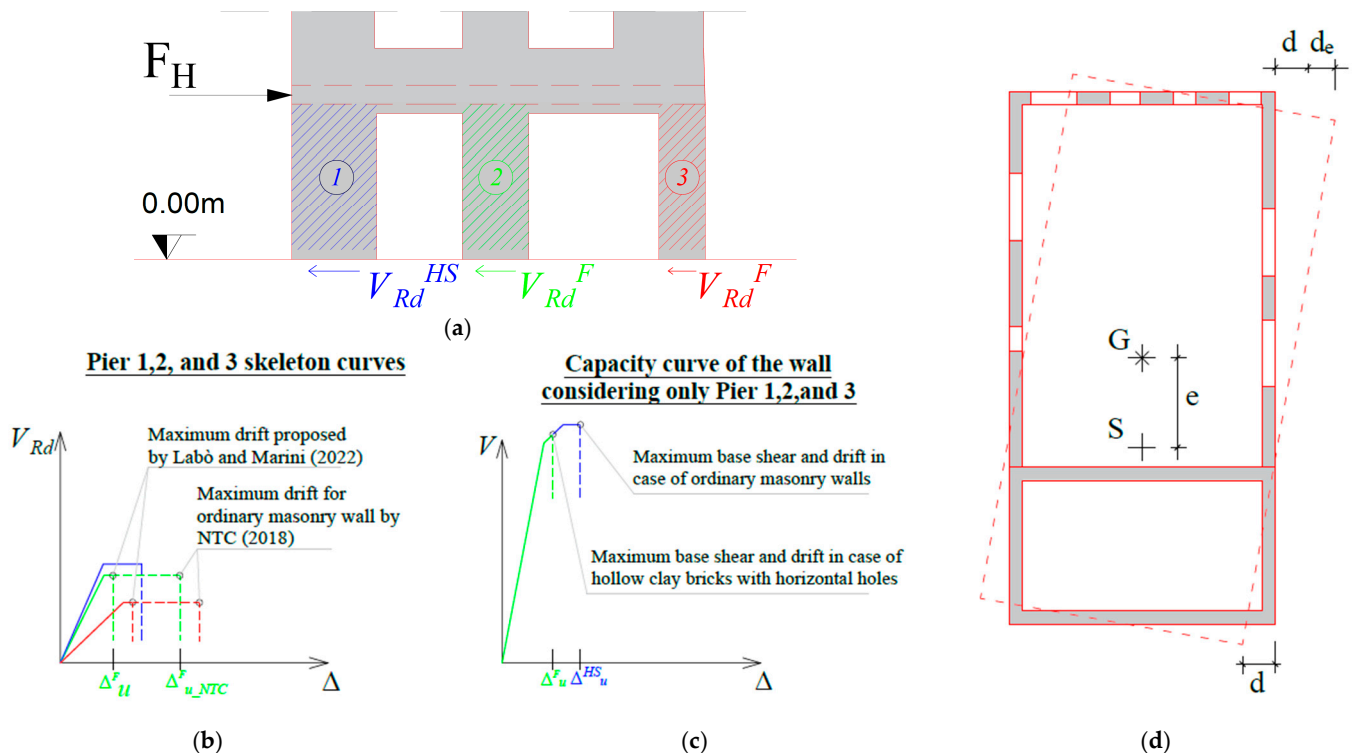 F_H
1
2
3
0.00m
V_Rd^HS
V_Rd^F
V_Rd^F
(a)
Pier 1,2, and 3 skeleton curves
V_Rd
Maximum drift proposed
by Labò and Marini (2022)
Maximum drift for
ordinary masonry wall by
NTC (2018)
Δ^F_u
Δ^F_u_NTC
Δ
(b)
Capacity curve of the wall
considering only Pier 1,2,and 3
V
Maximum base shear and drift in
case of ordinary masonry walls
Maximum base shear and drift in case of
hollow clay bricks with horizontal holes
Δ^F_u
Δ^HS_u
Δ
(c)
d
d_e
G
e
S
d
(d)